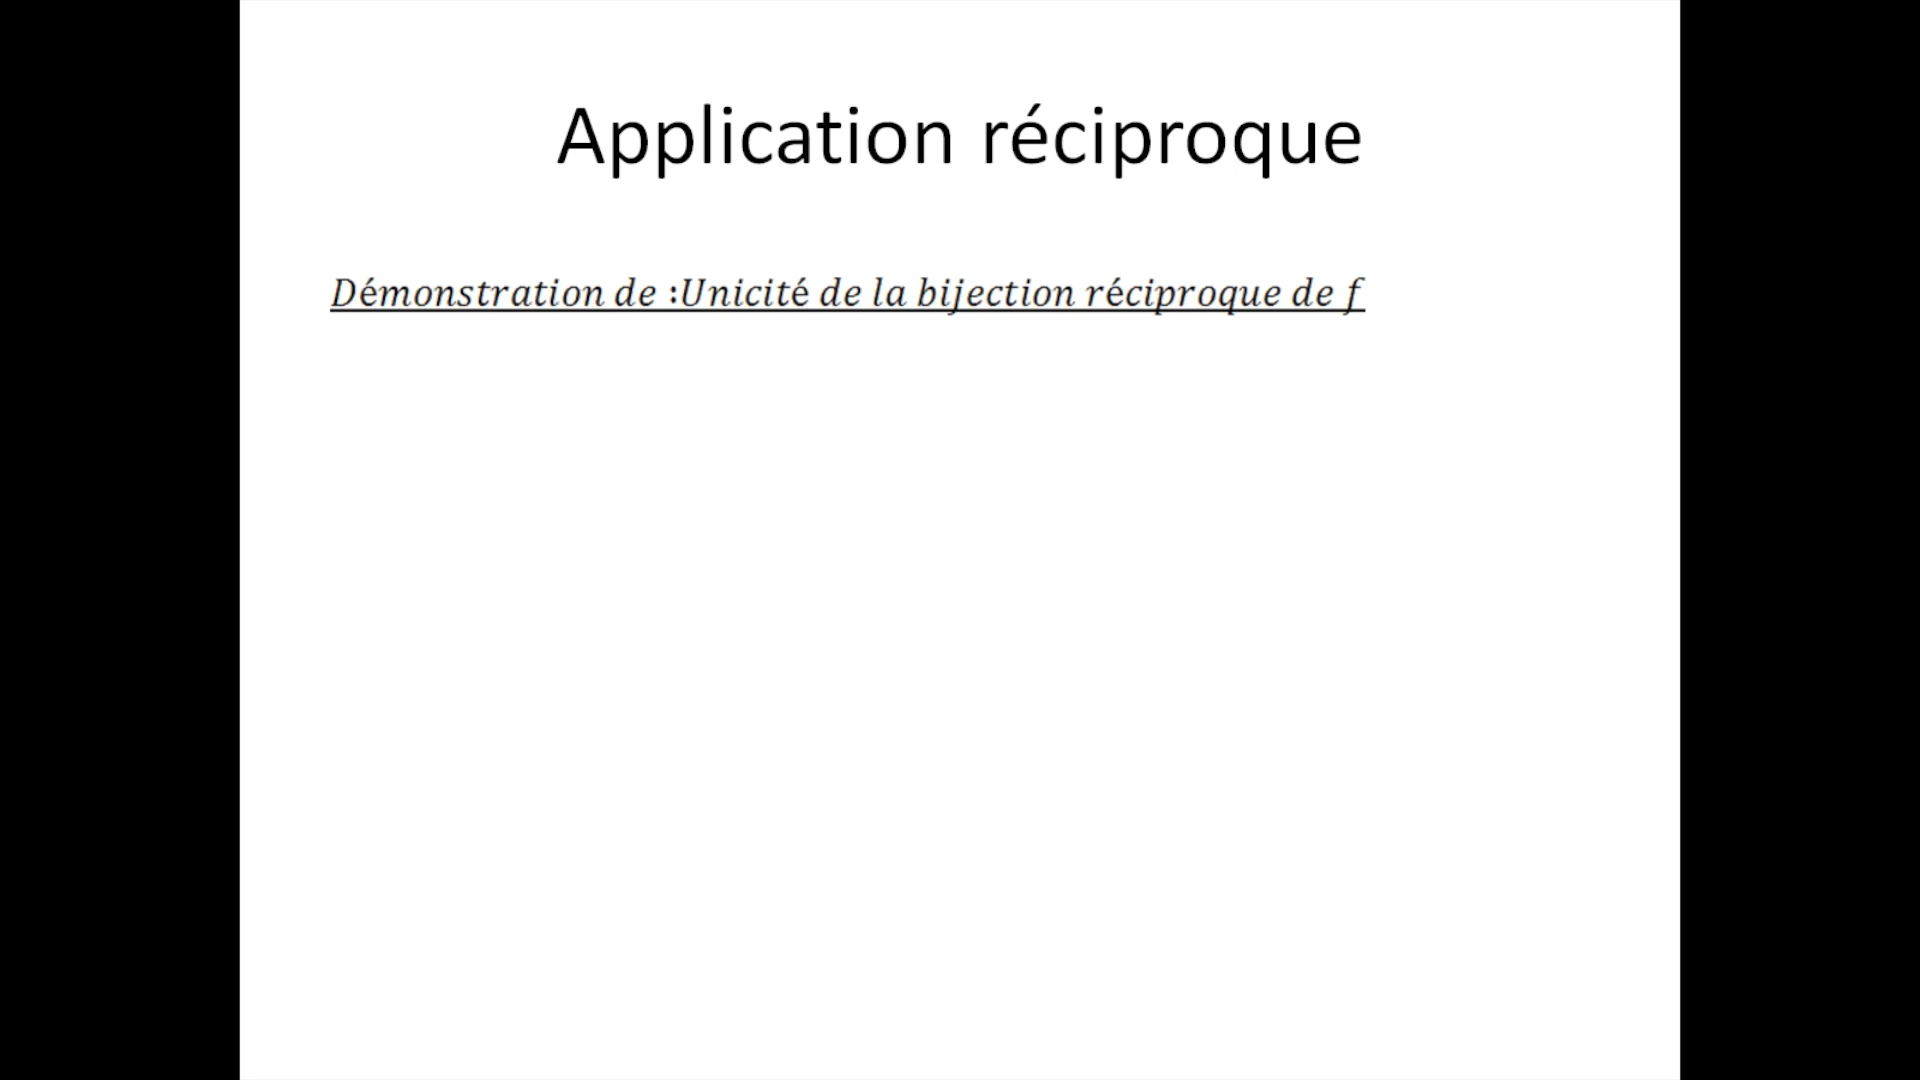 Application réciproque
Démonstration de :Unicité de la bijection réciproque de f